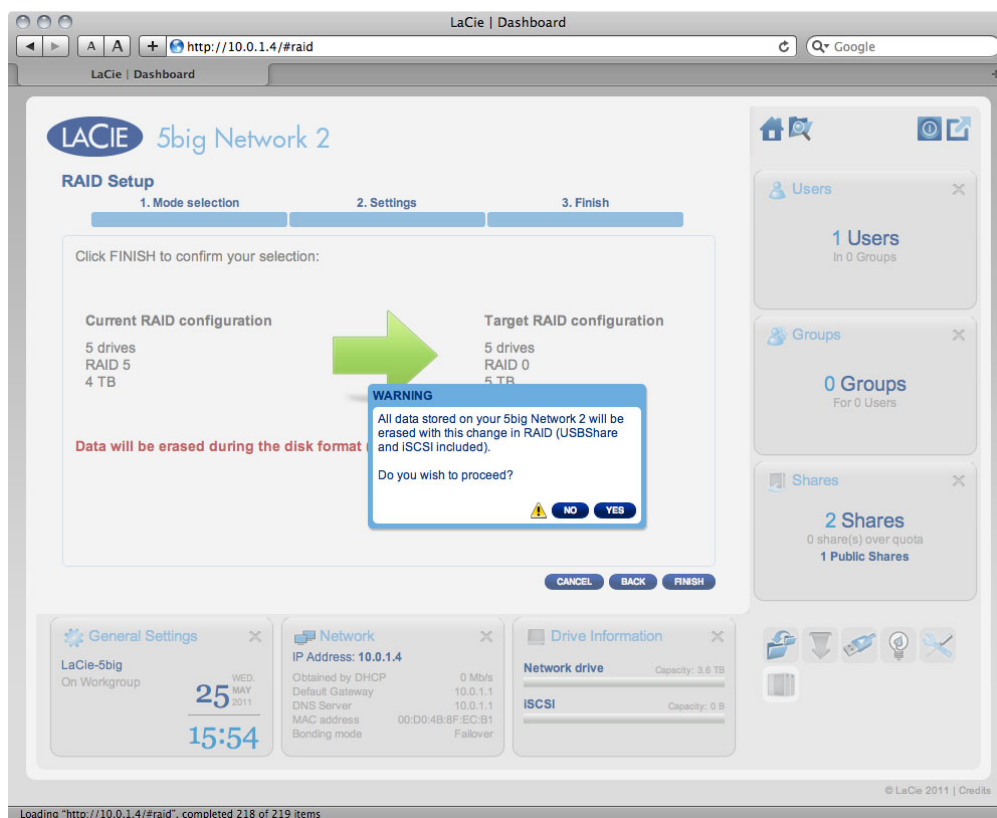 LaCie | Dashboard
A A + http://10.0.1.4/#raid Google
LaCie | Dashboard
LACIE 5big Network 2
RAID Setup
1. Mode selection 2. Settings 3. Finish
Click FINISH to confirm your selection:
Current RAID configuration Target RAID configuration
5 drives 5 drives
RAID 5 RAID 0
4 TB 5 TB
Data will be erased during the disk format
WARNING
All data stored on your 5big Network 2 will be
erased with this change in RAID (USBShare
and iSCSI included).
Do you wish to proceed?
NO YES
CANCEL BACK FINISH
Users
1 Users
In 0 Groups
Groups
0 Groups
For 0 Users
Shares
2 Shares
0 share(s) over quota
1 Public Shares
General Settings
LaCie-5big
On Workgroup
WED.
25 MAY
2011
15:54
Network
IP Address: 10.0.1.4
Obtained by DHCP 0 Mb/s
Default Gateway 10.0.1.1
DNS Server 10.0.1.1
MAC address 00:D0:4B:8F:EC:B1
Bonding mode Failover
Drive Information
Network drive Capacity: 3.6 TB
iSCSI Capacity: 0 B
© LaCie 2011 | Credits
Loading "http://10.0.1.4/#raid", completed 218 of 219 items